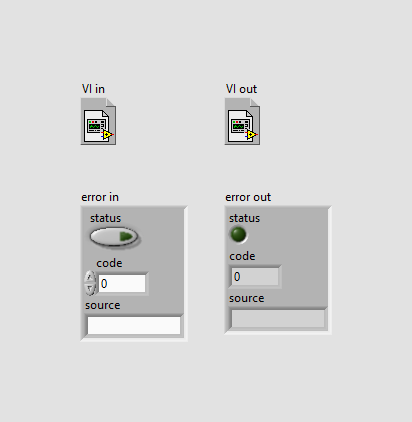 VI in
VI out
error in
status
code
0
source
error out
status
code
0
source